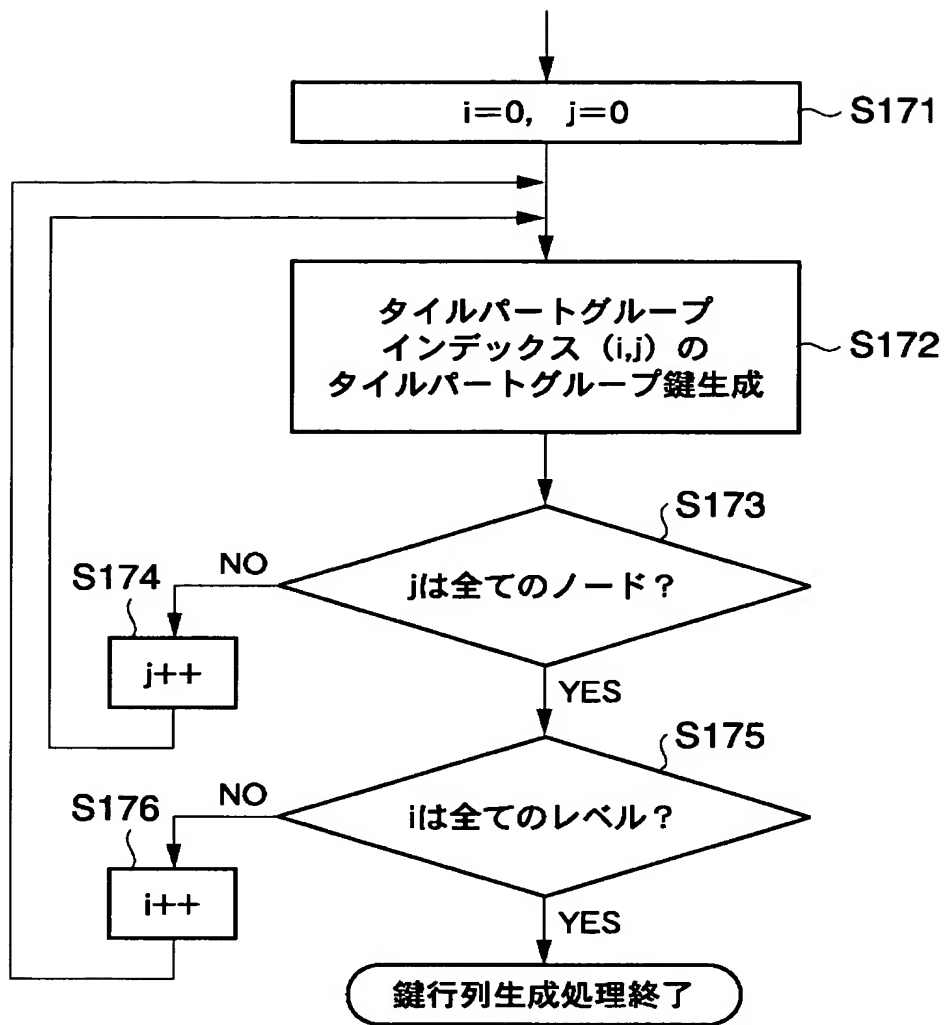 i=0, j=0
S171
タイルパートグループ
インデックス (i,j) の
タイルパートグループ鍵生成
S172
S173
jは全てのノード?
NO
S174
j++
YES
S175
iは全てのレベル?
NO
S176
i++
YES
鍵行列生成処理終了